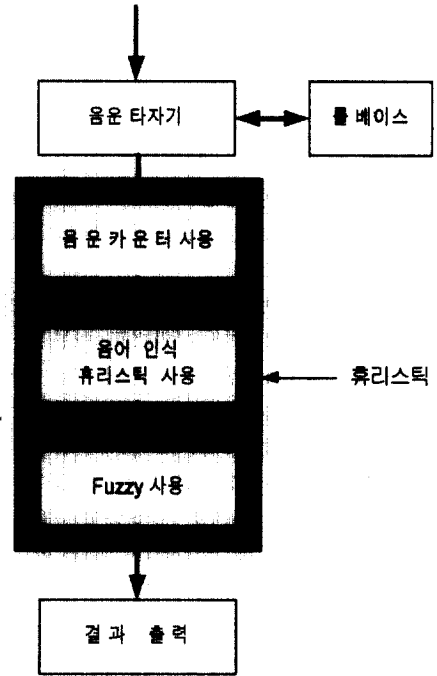 음운 타자기
룰 베이스
음 운 카 운 터 사용
음어 인식
휴리스틱 사용
휴리스틱
Fuzzy 사용
결 과 출 력